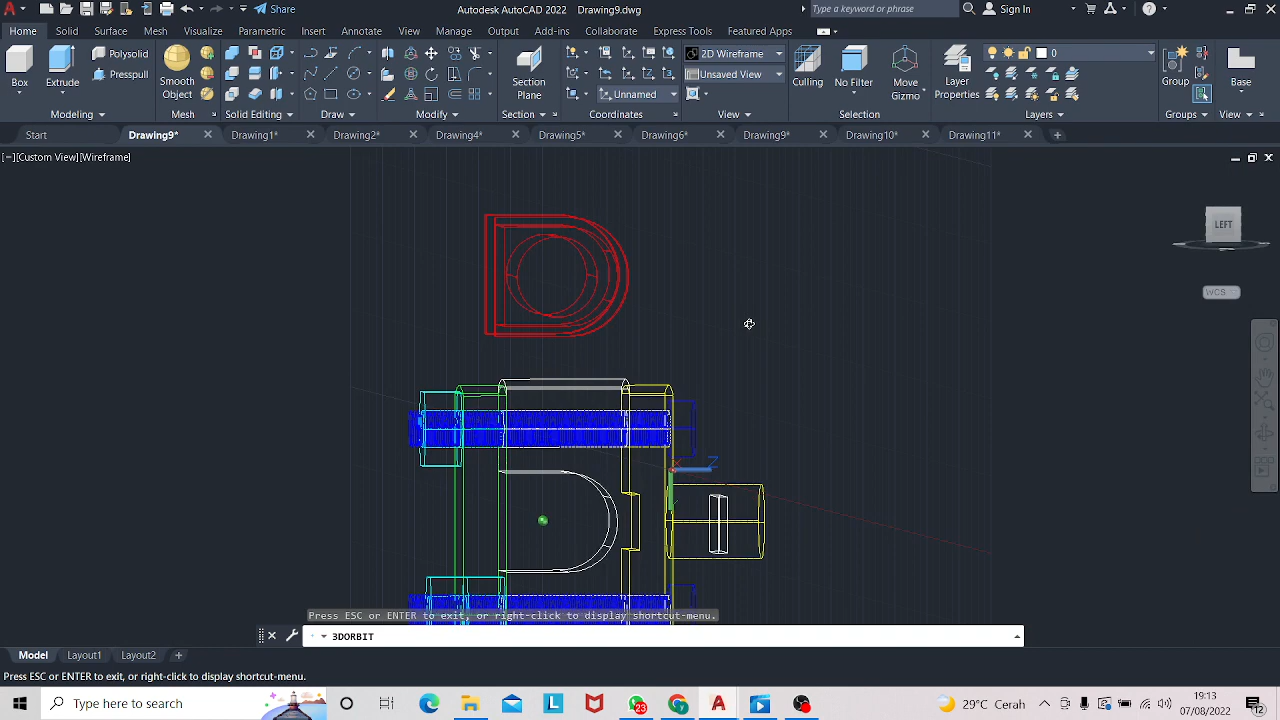 Share
Autodesk AutoCAD 2022 Drawing9.dwg
Type a keyword or phrase
Sign In
Home Solid Surface Mesh Visualize Parametric Insert Annotate View Manage Output Add-ins Collaborate Express Tools Featured Apps
Polysolid
Presspull
2D Wireframe
Unsaved View
Unnamed
0
Box
Extrude
Smooth
Object
Section
Plane
Culling
No Filter
Move
Gizmo
Layer
Properties
Group
Base
Modeling Mesh Solid Editing Draw Modify Section Coordinates View Layers Groups View
Start Drawing9* Drawing1* Drawing2* Drawing4* Drawing5* Drawing6* Drawing9* Drawing10* Drawing11*
[−][Custom View][Wireframe]
LEFT
WCS
X
Z
Y
Press ESC or ENTER to exit, or right-click to display shortcut-menu.
3DORBIT
Model Layout1 Layout2
Press ESC or ENTER to exit, or right-click to display shortcut-menu.
Type here to search
L
23
29°C Cerah
19:13
07/08/2022
12